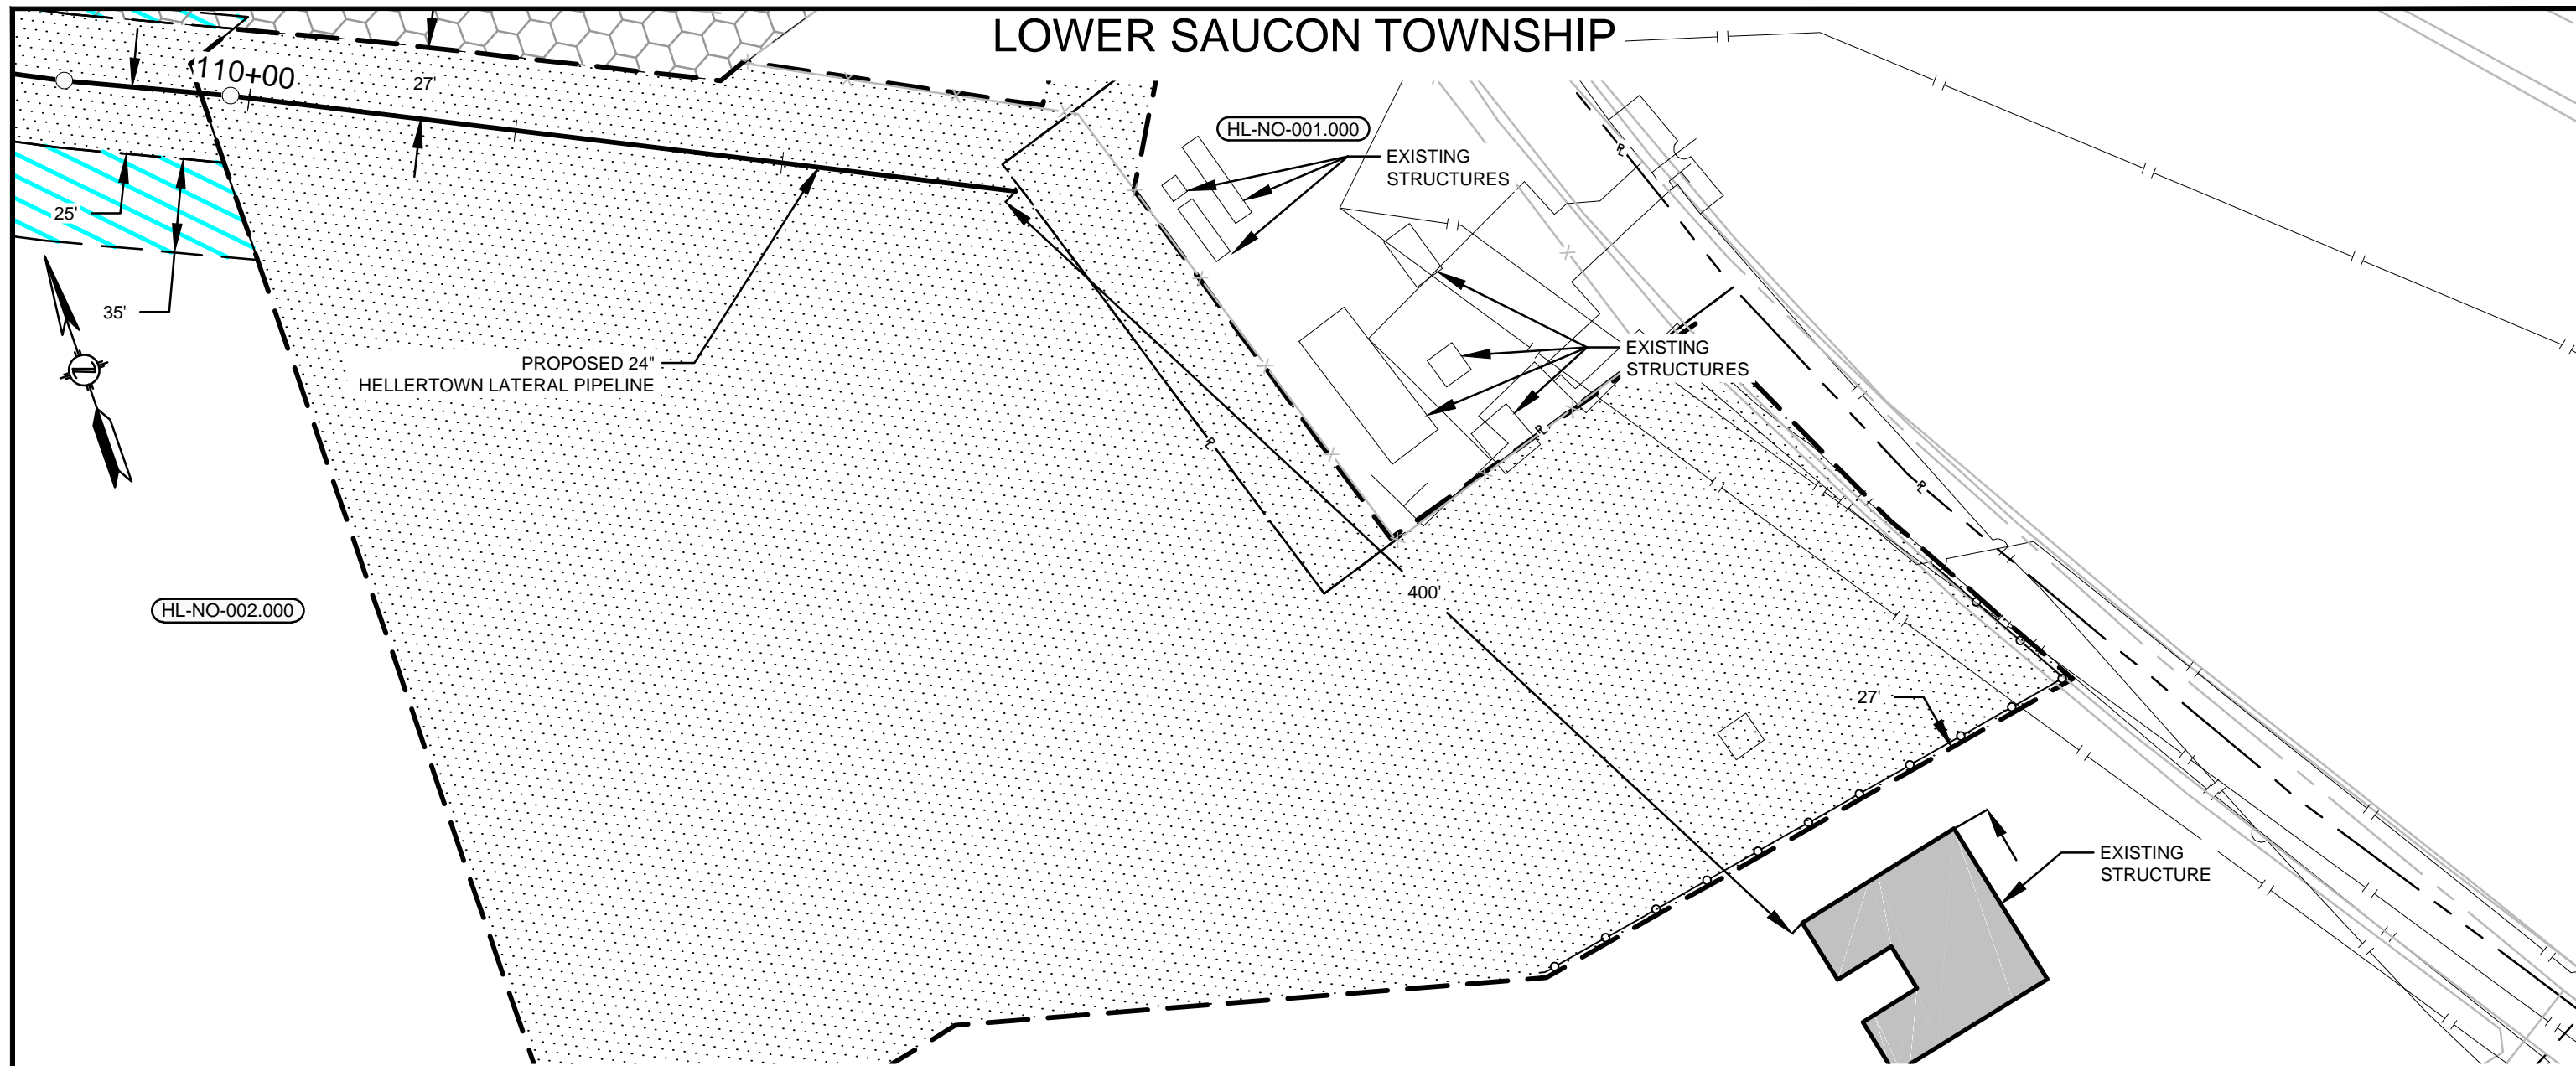 LOWER SAUCON TOWNSHIP
110+00
27'
HL-NO-001.000
EXISTING
STRUCTURES
25'
35'
PROPOSED 24"
HELLERTOWN LATERAL PIPELINE
EXISTING
STRUCTURES
400'
HL-NO-002.000
27'
EXISTING
STRUCTURE